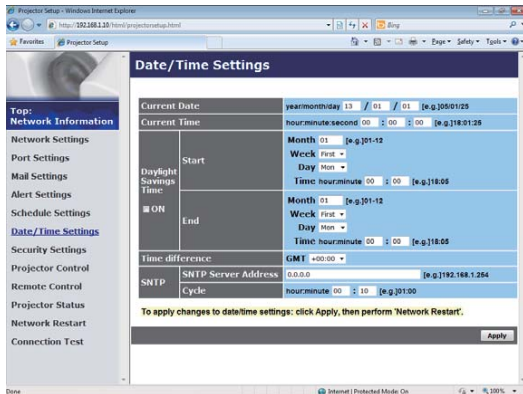 Projector Setup - Windows Internet Explorer
http://192.168.1.10/html/projectorsetup.html
Bing
Favorites Projector Setup Page Safety Tools
Date/Time Settings
Top:
Network Information
Network Settings
Port Settings
Mail Settings
Alert Settings
Schedule Settings
Date/Time Settings
Security Settings
Projector Control
Remote Control
Projector Status
Network Restart
Connection Test
Current Date year/month/day 13 / 01 / 01 [e.g.]05/01/25
Current Time hour:minute:second 00 : 00 : 00 [e.g.]18:01:25
Daylight
Savings
Time
ON
Start
Month 01 [e.g.]01-12
Week First
Day Mon
Time hour:minute 00 : 00 [e.g.]18:05
End
Month 01 [e.g.]01-12
Week First
Day Mon
Time hour:minute 00 : 00 [e.g.]18:05
Time difference GMT +00:00
SNTP
SNTP Server Address 0.0.0.0 [e.g.]192.168.1.254
Cycle hour:minute 00 : 10 [e.g.]01:00
To apply changes to date/time settings: click Apply, then perform 'Network Restart'.
Apply
Done Internet | Protected Mode: On 100%